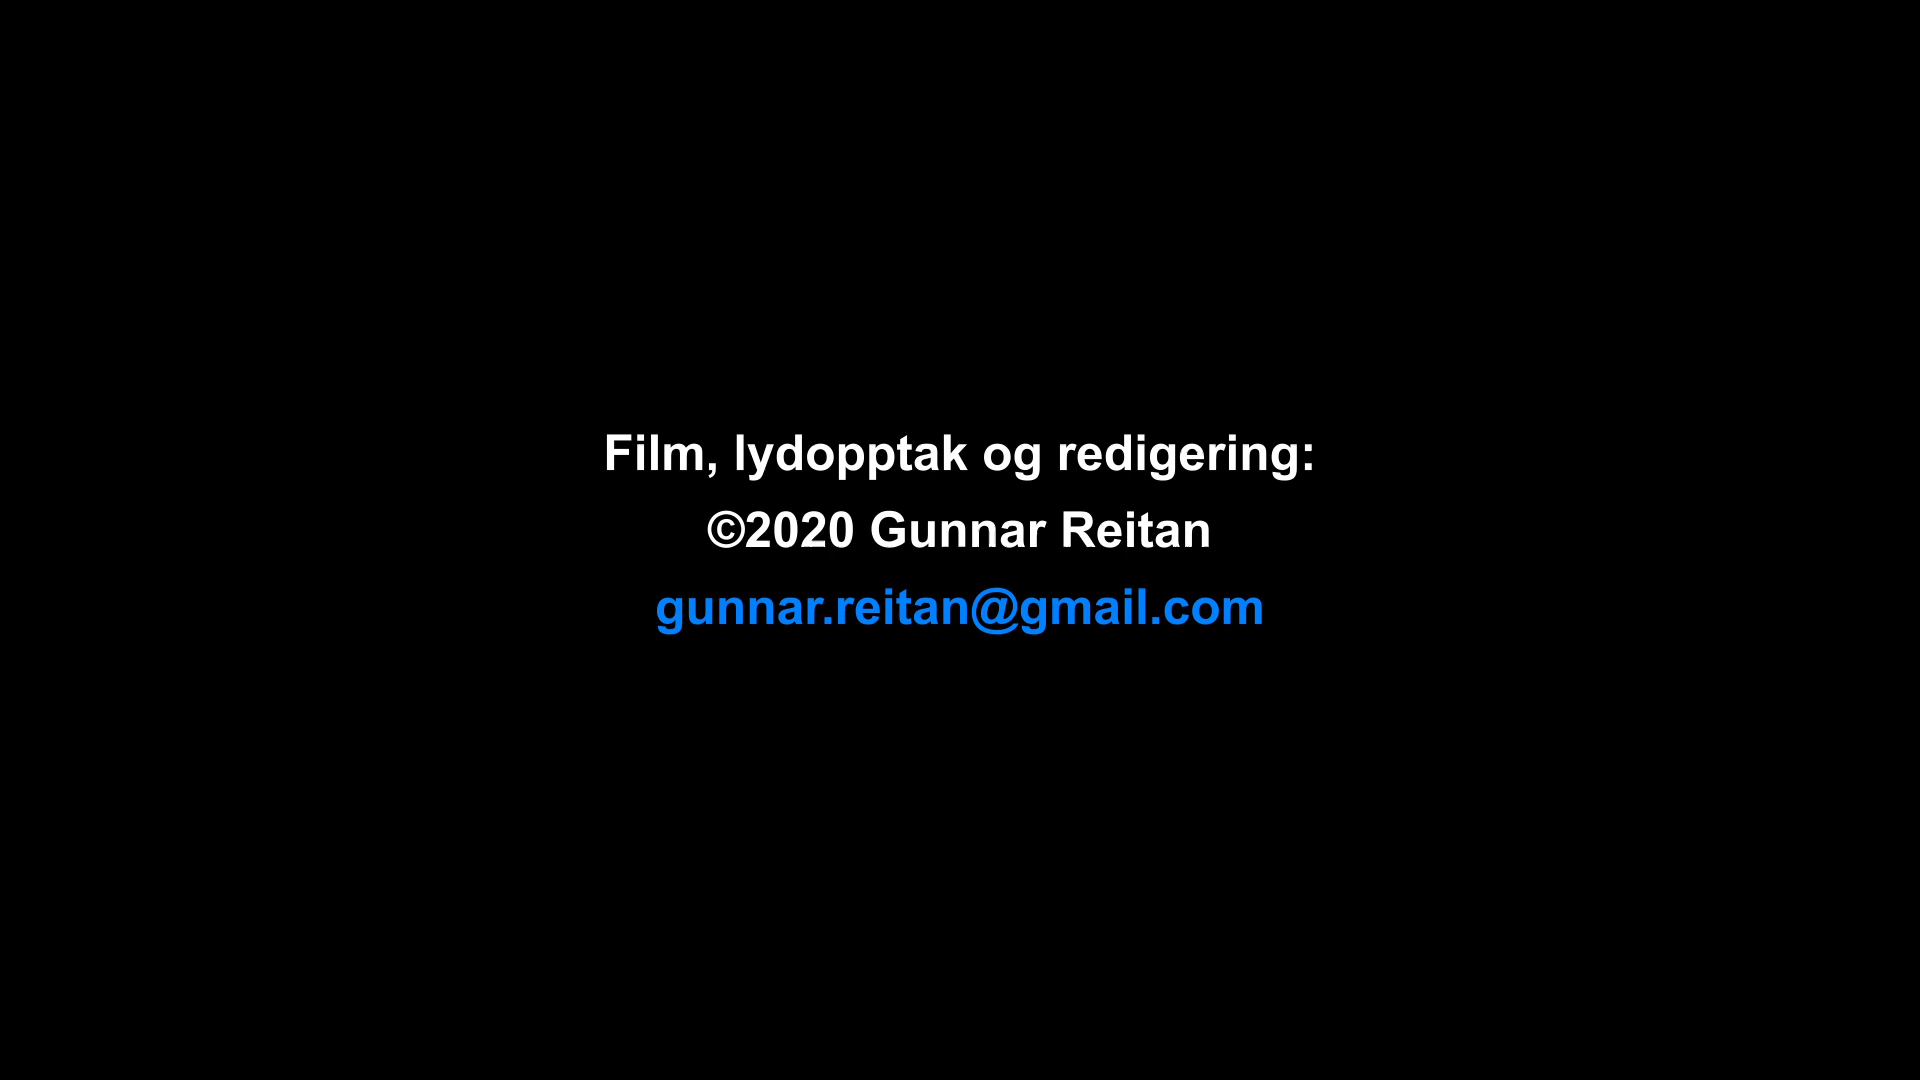 Film, lydopptak og redigering:
©2020 Gunnar Reitan
gunnar.reitan@gmail.com